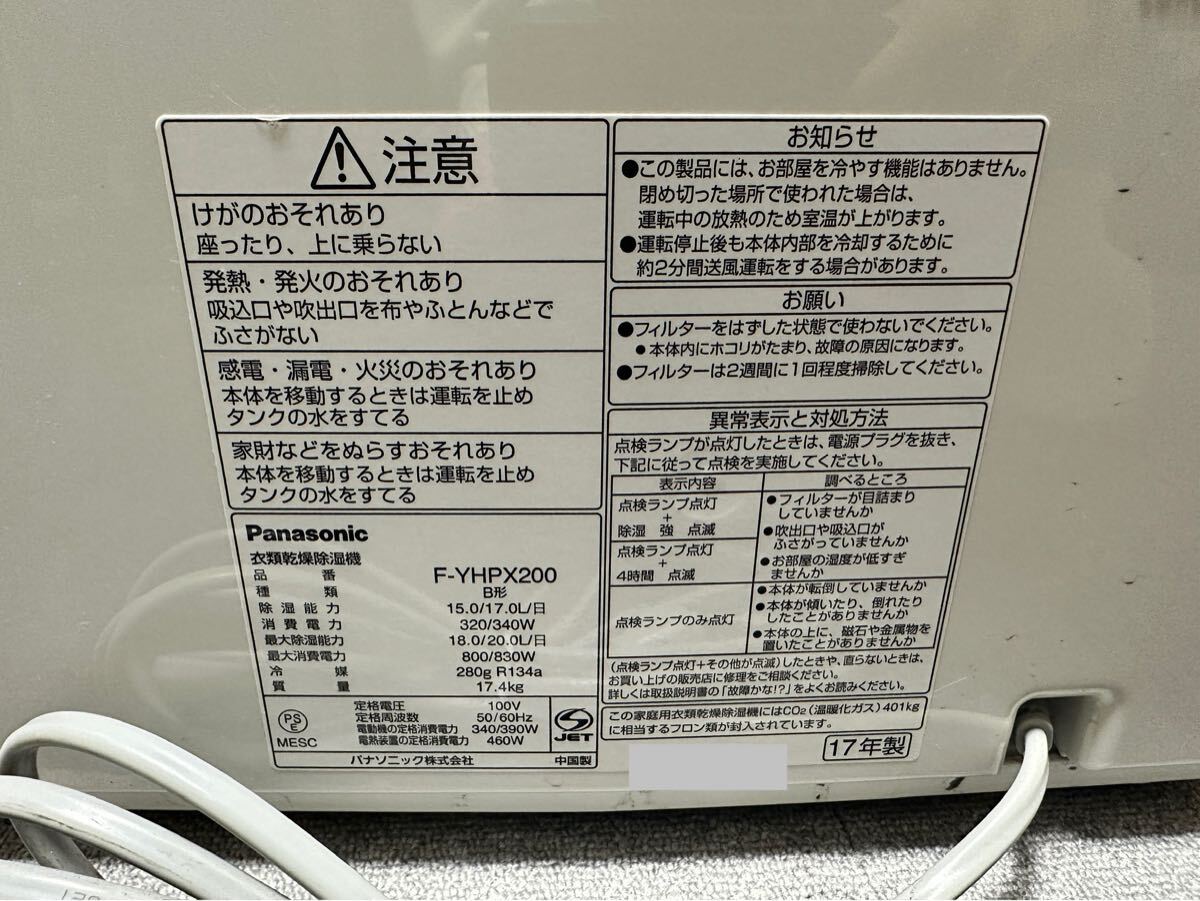 注意
けがのおそれあり
座ったり、上に乗らない
発熱・発火のおそれあり
吸込口や吹出口を布やふとんなどで
ふさがない
感電・漏電・火災のおそれあり
本体を移動するときは運転を止め
タンクの水をすてる
家財などをぬらすおそれあり
本体を移動するときは運転を止め
タンクの水をすてる
Panasonic
衣類乾燥除湿機
品番 F-YHPX200
種類 B形
除湿能力 15.0/17.0L/日
消費電力 320/340W
最大除湿能力 18.0/20.0L/日
最大消費電力 800/830W
冷媒 280g R134a
質量 17.4kg
PS
E
MESC
定格電圧 100V
定格周波数 50/60Hz
電動機の定格消費電力 340/390W
電熱装置の定格消費電力 460W
JET
パナソニック株式会社 中国製
お知らせ
●この製品には、お部屋を冷やす機能はありません。
閉め切った場所で使われた場合は、
運転中の放熱のため室温が上がります。
●運転停止後も本体内部を冷却するために
約2分間送風運転をする場合があります。
お願い
●フィルターをはずした状態で使わないでください。
●本体内にホコリがたまり、故障の原因になります。
●フィルターは2週間に1回程度掃除してください。
異常表示と対処方法
点検ランプが点灯したときは、電源プラグを抜き、
下記に従って点検を実施してください。
表示内容 調べるところ
点検ランプ点灯
+
除湿 強 点滅
点検ランプ点灯
+
4時間 点滅
●フィルターが目詰まり
していませんか
●吹出口や吸込口が
ふさがっていませんか
●お部屋の湿度が低すぎ
ませんか
点検ランプのみ点灯
●本体が転倒していませんか
●本体が傾いたり、倒れたり
したことがありませんか
●本体の上に、磁石や金属物を
置いたことがありませんか
(点検ランプ点灯+その他が点滅)したときや、直らないときは、
お買い上げの販売店に修理をご相談ください。
詳しくは取扱説明書の「故障かな!?」をよくお読みください。
この家庭用衣類乾燥除湿機にはCO2(温暖化ガス)401kg
に相当するフロン類が封入されています。
17年製